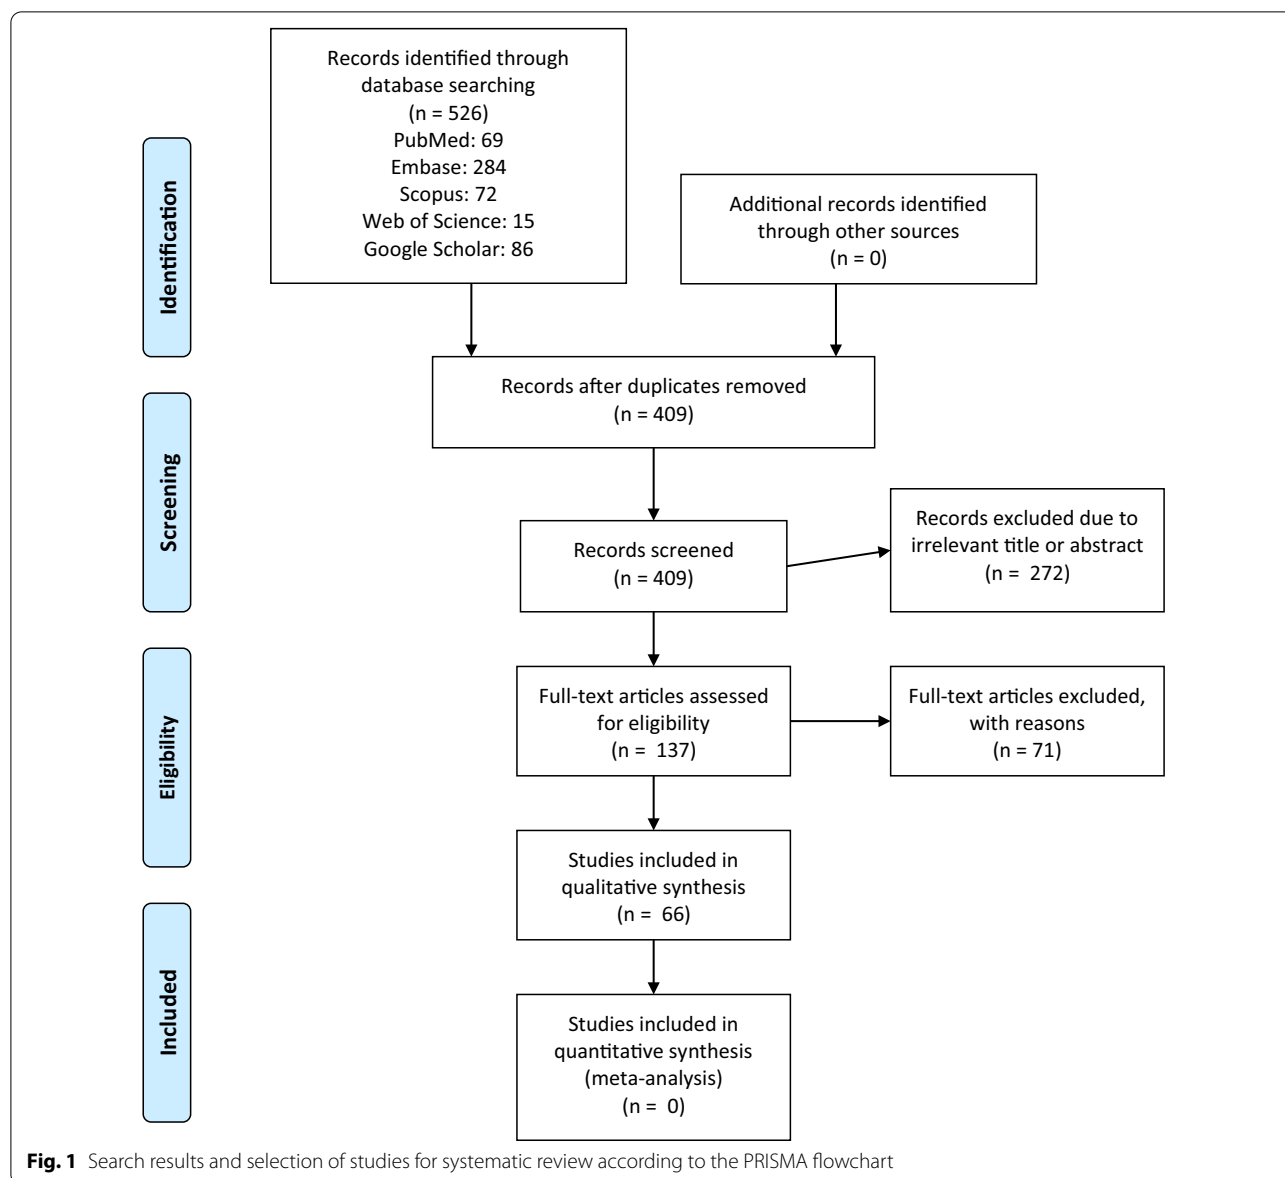 Records identified through
database searching
(n = 526)
PubMed: 69
Embase: 284
Scopus: 72
Web of Science: 15
Google Scholar: 86
Additional records identified
through other sources
(n = 0)
Identification
Records after duplicates removed
(n = 409)
Screening
Records screened
(n = 409)
Records excluded due to
irrelevant title or abstract
(n = 272)
Eligibility
Full-text articles assessed
for eligibility
(n = 137)
Full-text articles excluded,
with reasons
(n = 71)
Studies included in
qualitative synthesis
(n = 66)
Included
Studies included in
quantitative synthesis
(meta-analysis)
(n = 0)
Fig. 1 Search results and selection of studies for systematic review according to the PRISMA flowchart